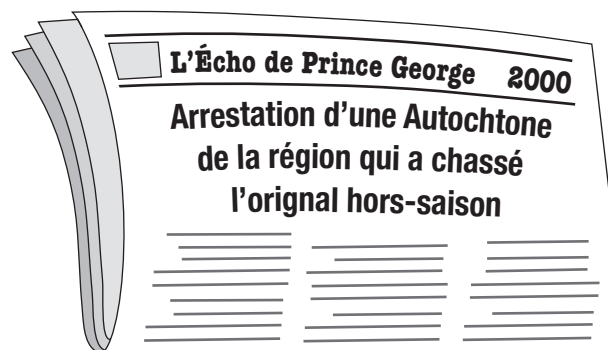 L'Écho de Prince George 2000
Arrestation d'une Autochtone
de la région qui a chassé
l'orignal hors-saison